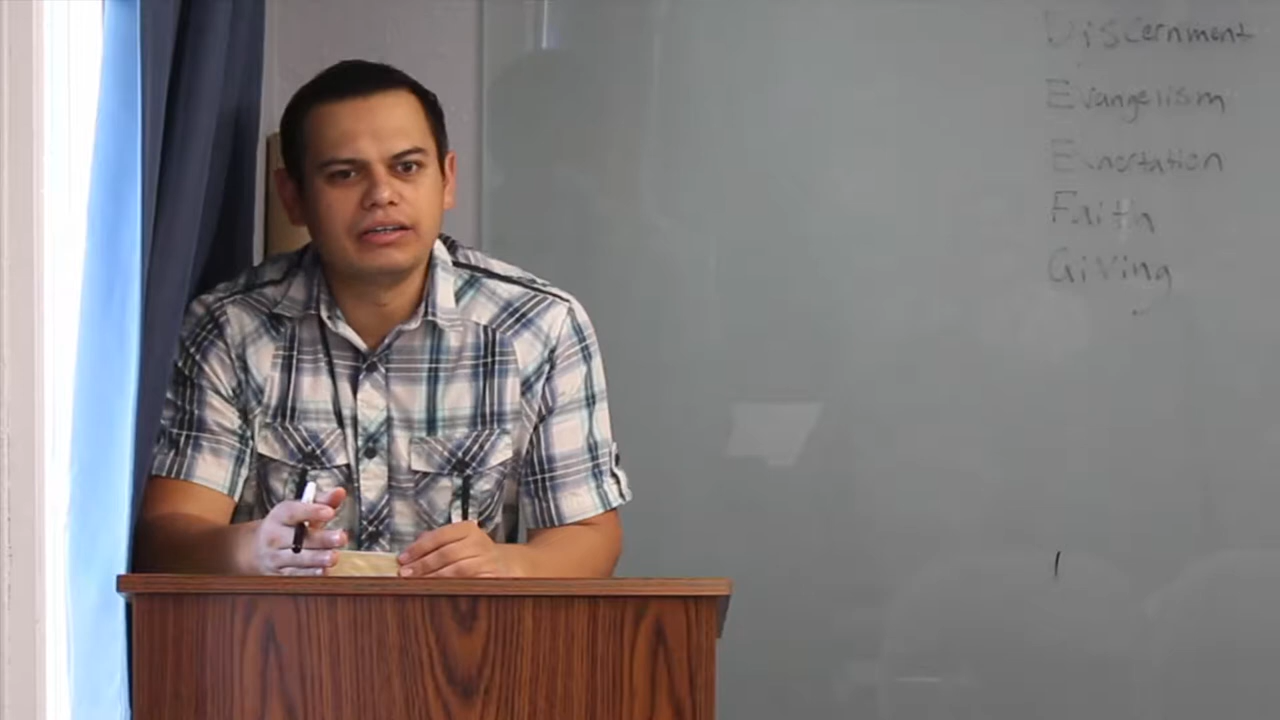 Discernment
Evangelism
Exhortation
Faith
Giving